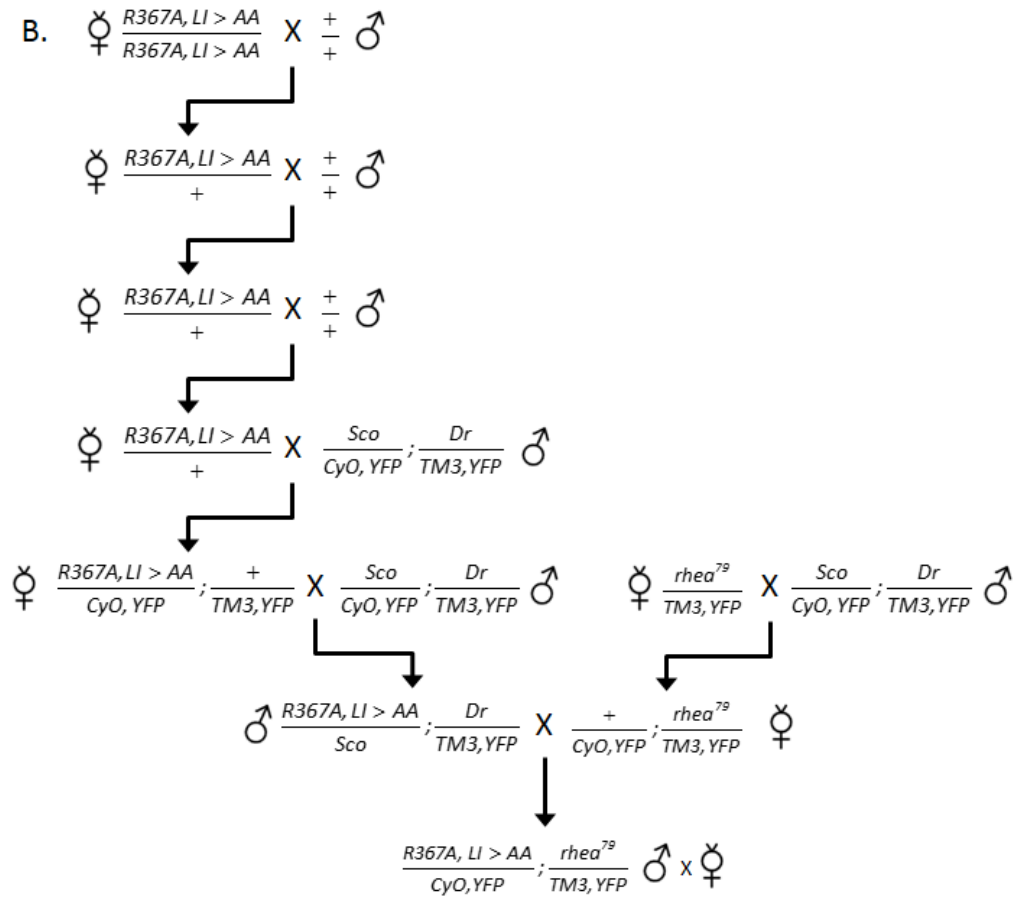 B. ☿ R367A, LI > AA / R367A, LI > AA X + / + ♂
☿ R367A, LI > AA / + X + / + ♂
☿ R367A, LI > AA / + X + / + ♂
☿ R367A, LI > AA / + X Sco / CyO, YFP ; Dr / TM3, YFP ♂
☿ R367A, LI > AA / CyO, YFP ; + / TM3, YFP X Sco / CyO, YFP ; Dr / TM3, YFP ♂ ☿ rhea⁷⁹ / TM3, YFP X Sco / CyO, YFP ; Dr / TM3, YFP ♂
♂ R367A, LI > AA / Sco ; Dr / TM3, YFP X + / CyO, YFP ; rhea⁷⁹ / TM3, YFP ☿
R367A, LI > AA / CyO, YFP ; rhea⁷⁹ / TM3, YFP ♂ x ☿